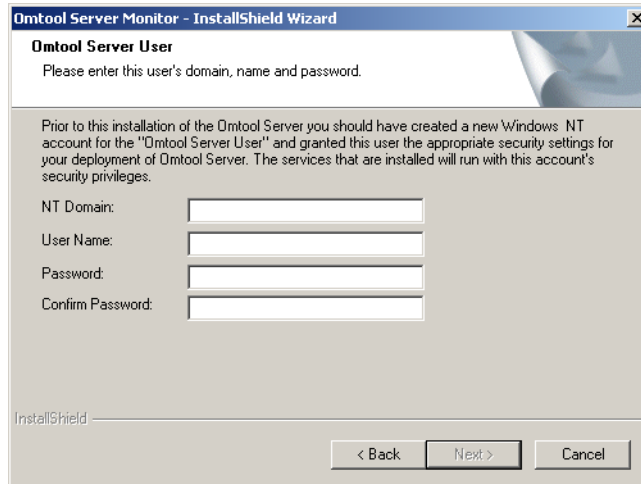 Omtool Server Monitor - InstallShield Wizard
Omtool Server User
Please enter this user's domain, name and password.
Prior to this installation of the Omtool Server you should have created a new Windows NT
account for the "Omtool Server User" and granted this user the appropriate security settings for
your deployment of Omtool Server. The services that are installed will run with this account's
security privileges.
NT Domain:
User Name:
Password:
Confirm Password:
InstallShield
< Back Next > Cancel